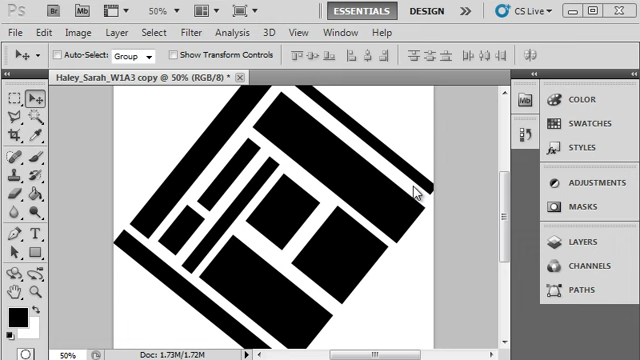 Ps Br Mb 50% ESSENTIALS DESIGN CS Live
File Edit Image Layer Select Filter Analysis 3D View Window Help
Auto-Select: Group Show Transform Controls
Haley_Sarah_W1A3 copy @ 50% (RGB/8) *
Mb
COLOR
SWATCHES
STYLES
ADJUSTMENTS
MASKS
LAYERS
CHANNELS
PATHS
T
50% Doc: 1.73M/1.72M